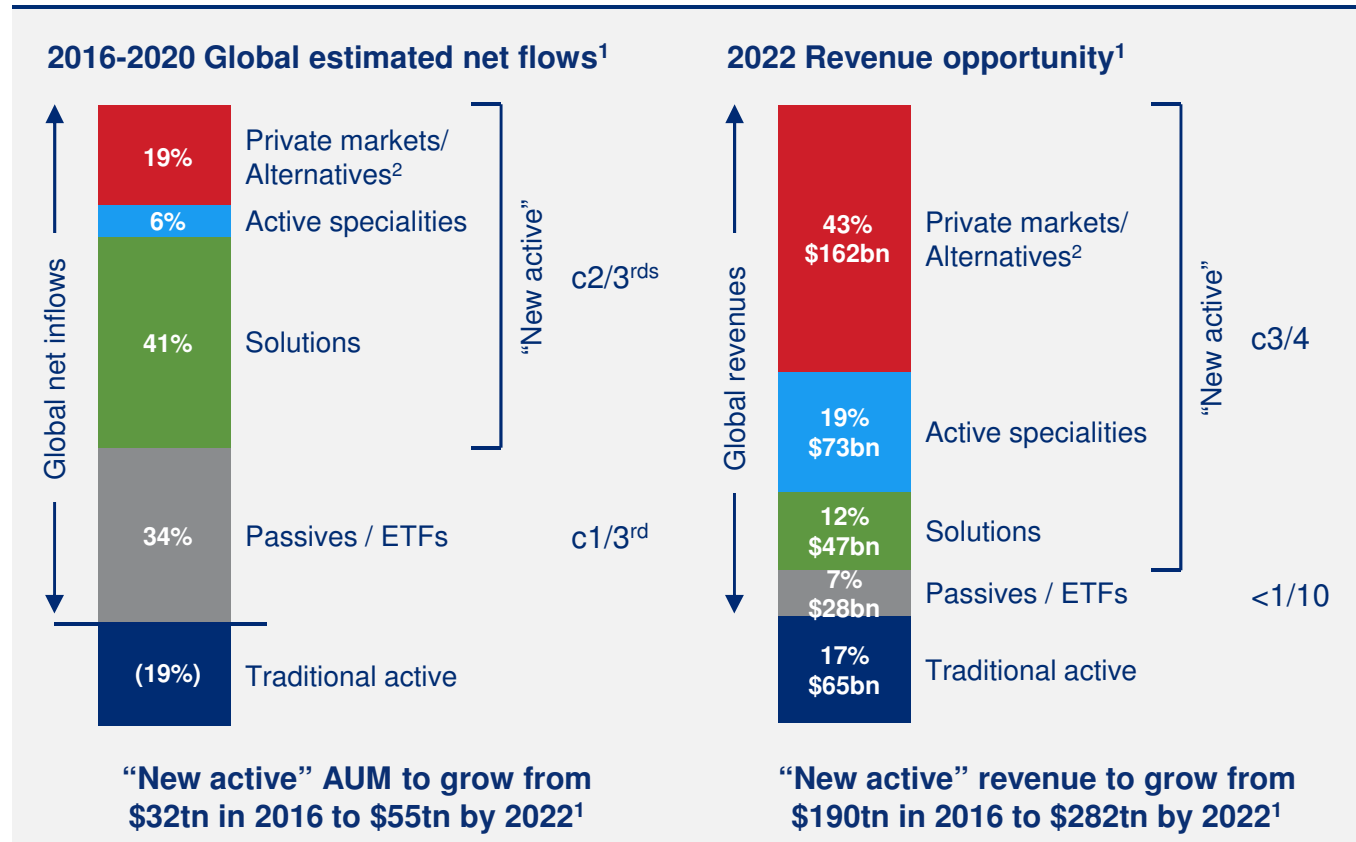 2016-2020 Global estimated net flows¹
Global net inflows
19%
Private markets/
Alternatives²
6%
Active specialities
41%
Solutions
34%
Passives / ETFs
(19%)
Traditional active
“New active”
c2/3ʳᵈˢ
c1/3ʳᵈ
“New active” AUM to grow from
$32tn in 2016 to $55tn by 2022¹
2022 Revenue opportunity¹
Global revenues
43%
$162bn
Private markets/
Alternatives²
19%
$73bn
Active specialities
12%
$47bn
Solutions
7%
$28bn
Passives / ETFs
17%
$65bn
Traditional active
“New active”
c3/4
<1/10
“New active” revenue to grow from
$190tn in 2016 to $282tn by 2022¹